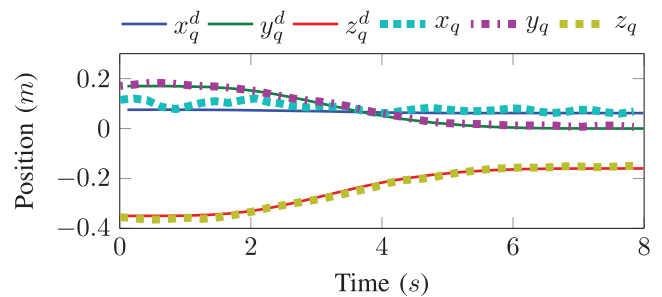 x_q^d y_q^d z_q^d x_q y_q z_q
0.2
0
−0.2
−0.4
Position (m)
0 2 4 6 8
Time (s)